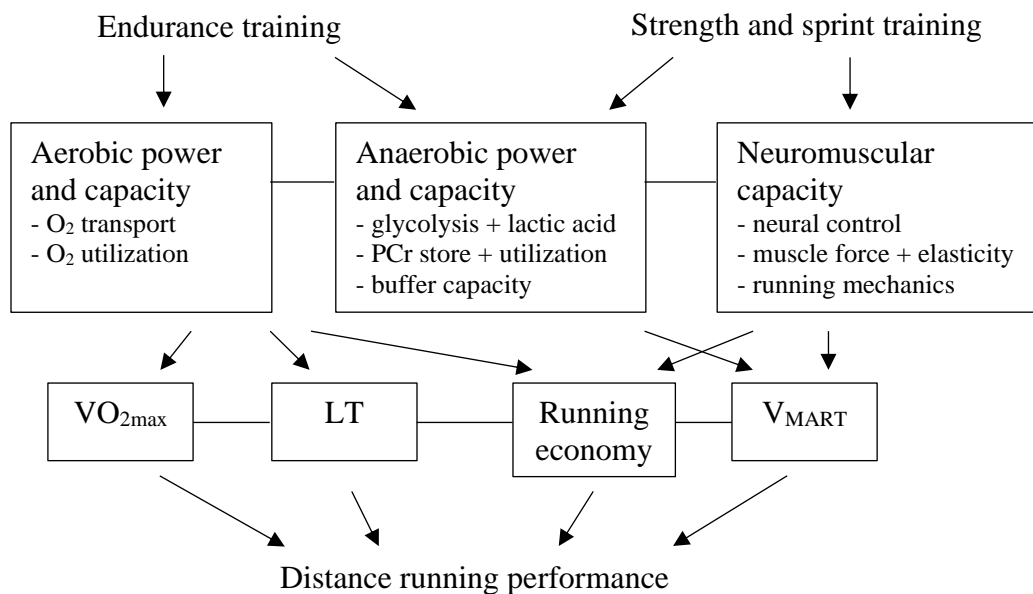 Endurance training
Strength and sprint training
Aerobic power
and capacity
- O₂ transport
- O₂ utilization
Anaerobic power
and capacity
- glycolysis + lactic acid
- PCr store + utilization
- buffer capacity
Neuromuscular
capacity
- neural control
- muscle force + elasticity
- running mechanics
VO₂max
LT
Running
economy
VMART
Distance running performance